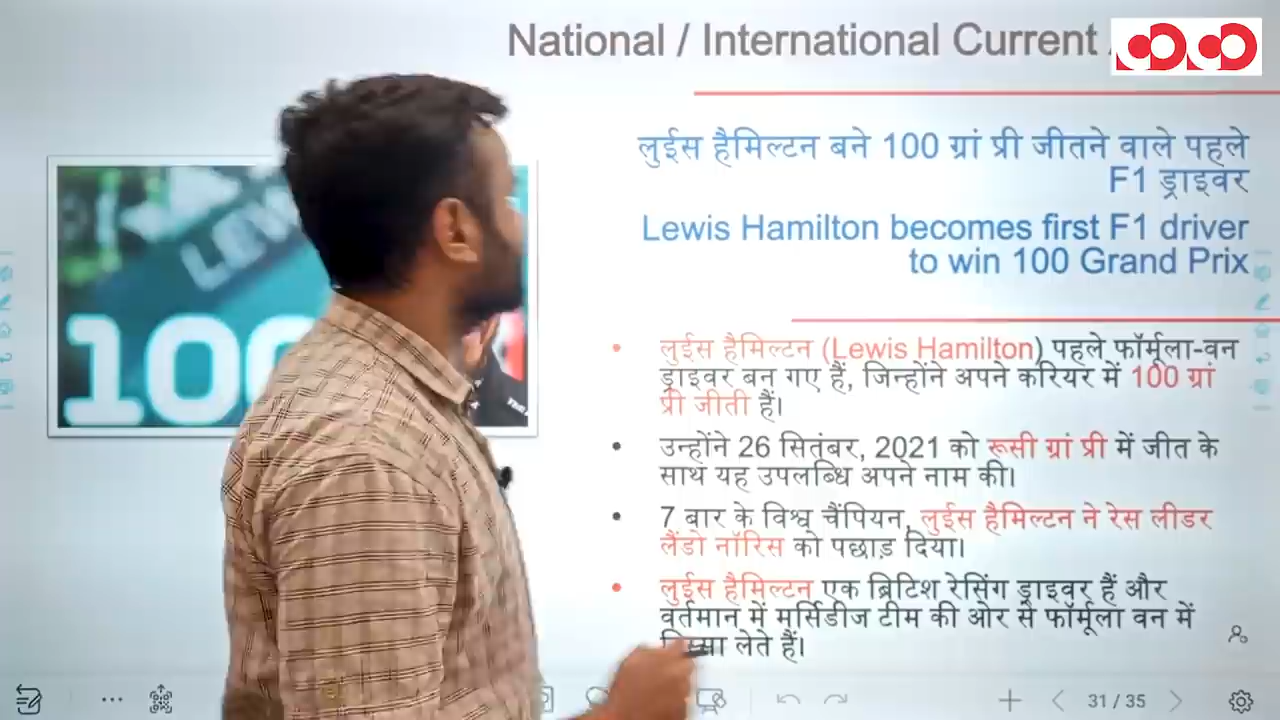 National / International Current
लुईस हैमिल्टन बने 100 ग्रां प्री जीतने वाले पहले
F1 ड्राइवर
Lewis Hamilton becomes first F1 driver
to win 100 Grand Prix
LEW
100
लुईस हैमिल्टन (Lewis Hamilton) पहले फॉर्मूला-वन
ड्राइवर बन गए हैं, जिन्होंने अपने करियर में 100 ग्रां
प्री जीती हैं।
उन्होंने 26 सितंबर, 2021 को रूसी ग्रां प्री में जीत के
साथ यह उपलब्धि अपने नाम की।
7 बार के विश्व चैंपियन, लुईस हैमिल्टन ने रेस लीडर
लैंडो नॉरिस को पछाड़ दिया।
लुईस हैमिल्टन एक ब्रिटिश रेसिंग ड्राइवर हैं और
वर्तमान में मर्सिडीज टीम की ओर से फॉर्मूला वन में
लेते हैं।
31 / 35